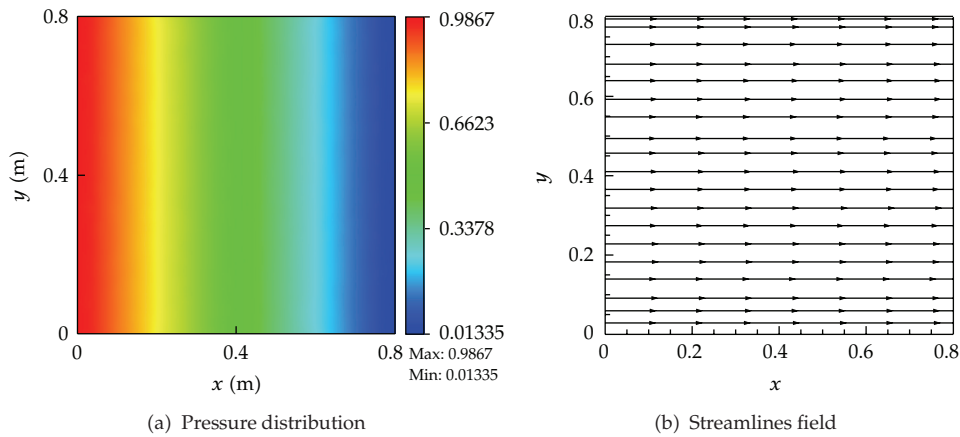 0.8
0.4
0
y (m)
0
0.4
0.8
x (m)
0.9867
0.6623
0.3378
0.01335
Max: 0.9867
Min: 0.01335
(a) Pressure distribution
0.8
0.6
0.4
0.2
0
y
0
0.2
0.4
0.6
0.8
x
(b) Streamlines field